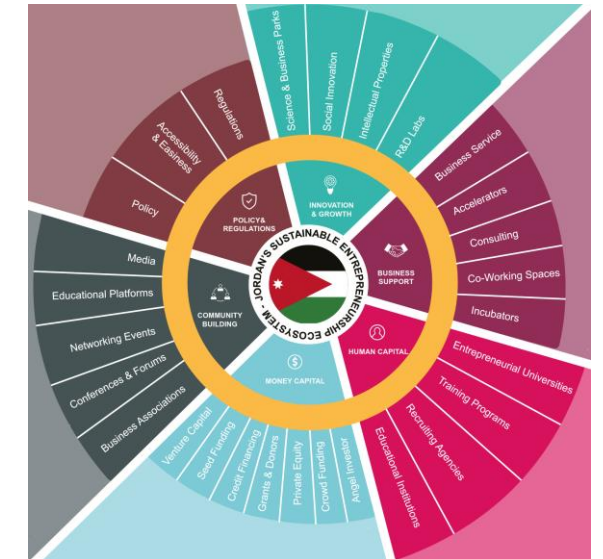 Science & Business Parks
Social Innovation
Intellectual Properties
R&D Labs
INNOVATION
& GROWTH
Business Service
Accelerators
Consulting
Co-Working Spaces
Incubators
BUSINESS
SUPPORT
Entrepreneurial Universities
Training Programs
Recruiting Agencies
Educational Institutions
HUMAN CAPITAL
Angel Investor
Crowd Funding
Private Equity
Grants & Donors
Credit Financing
Seed Funding
Venture Capital
MONEY CAPITAL
Business Associations
Conferences & Forums
Networking Events
Educational Platforms
Media
COMMUNITY
BUILDING
Policy
Accessibility
& Easiness
Regulations
POLICY&
REGULATIONS
JORDAN'S SUSTAINABLE ENTREPRENEURSHIP ECOSYSTEM -